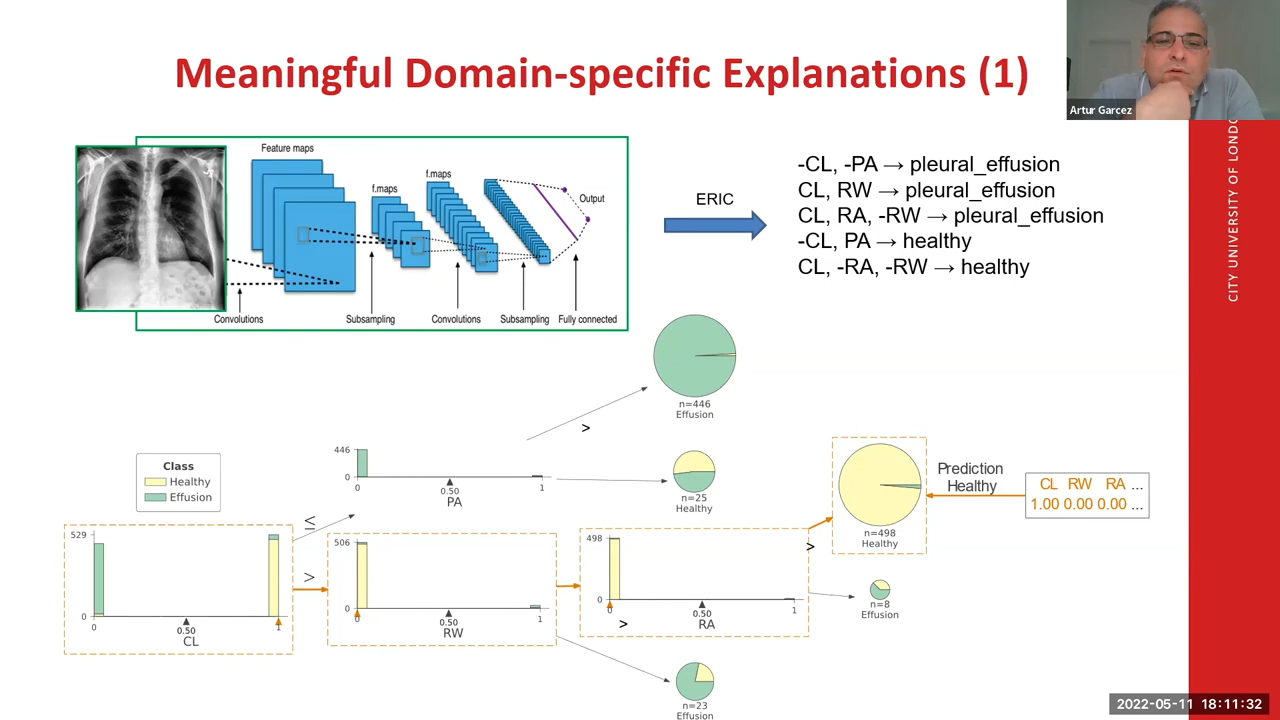 Meaningful Domain-specific Explanations (1)
Artur Garcez
CITY UNIVERSITY OF LONDO
Feature maps
f.maps
f.maps
Output
Convolutions
Subsampling
Convolutions
Subsampling
Fully connected
ERIC
-CL, -PA → pleural_effusion
CL, RW → pleural_effusion
CL, RA, -RW → pleural_effusion
-CL, PA → healthy
CL, -RA, -RW → healthy
n=446
Effusion
>
446
0
0
0.50
1
PA
n=25
Healthy
Class
Healthy
Effusion
≤
>
529
0
0
0.50
1
CL
506
0
0
0.50
1
RW
498
0
0
0.50
1
RA
>
>
n=498
Healthy
Prediction
Healthy
CL RW RA ...
1.00 0.00 0.00 ...
n=8
Effusion
n=23
Effusion
2022-05-11 18:11:32